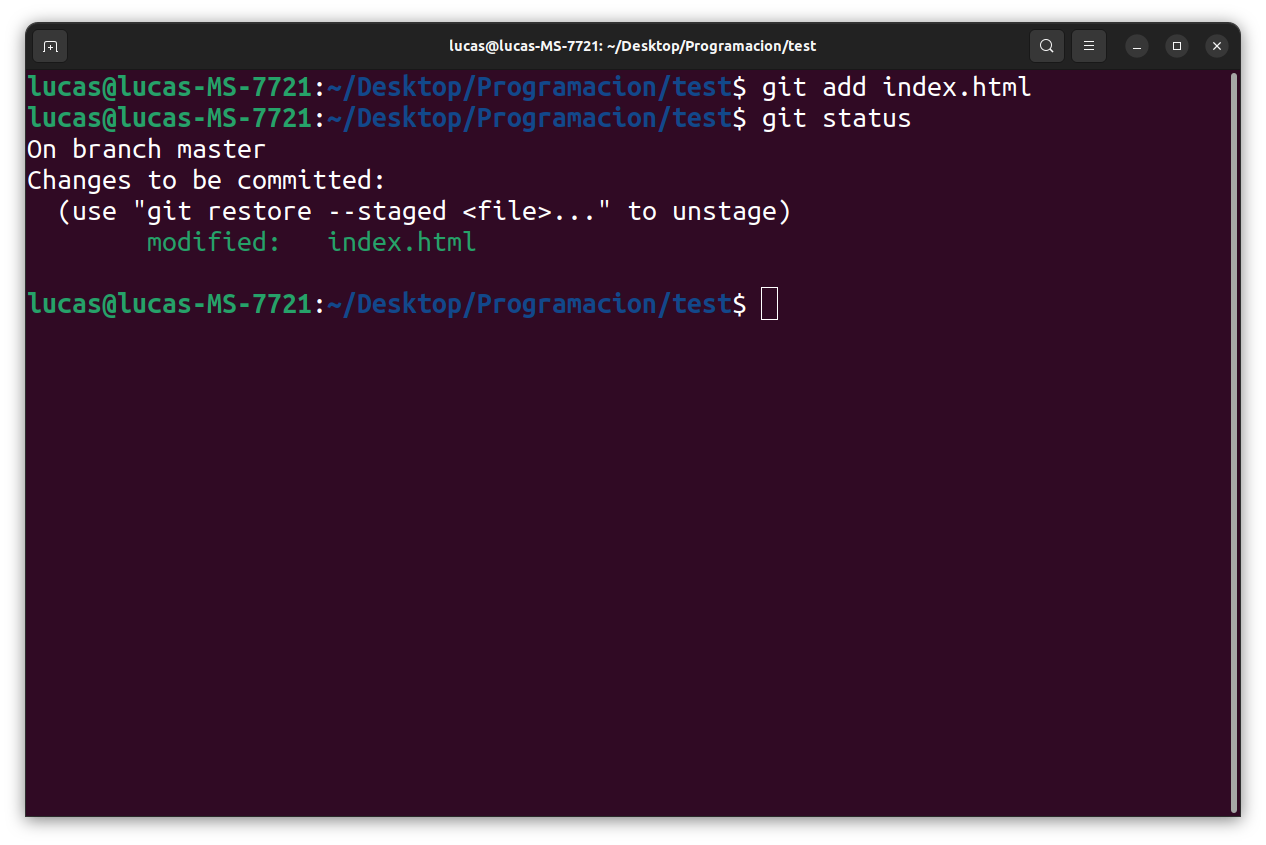 lucas@lucas-MS-7721: ~/Desktop/Programacion/test
lucas@lucas-MS-7721:~/Desktop/Programacion/test$ git add index.html
lucas@lucas-MS-7721:~/Desktop/Programacion/test$ git status
On branch master
Changes to be committed:
  (use "git restore --staged <file>..." to unstage)
        modified:   index.html

lucas@lucas-MS-7721:~/Desktop/Programacion/test$